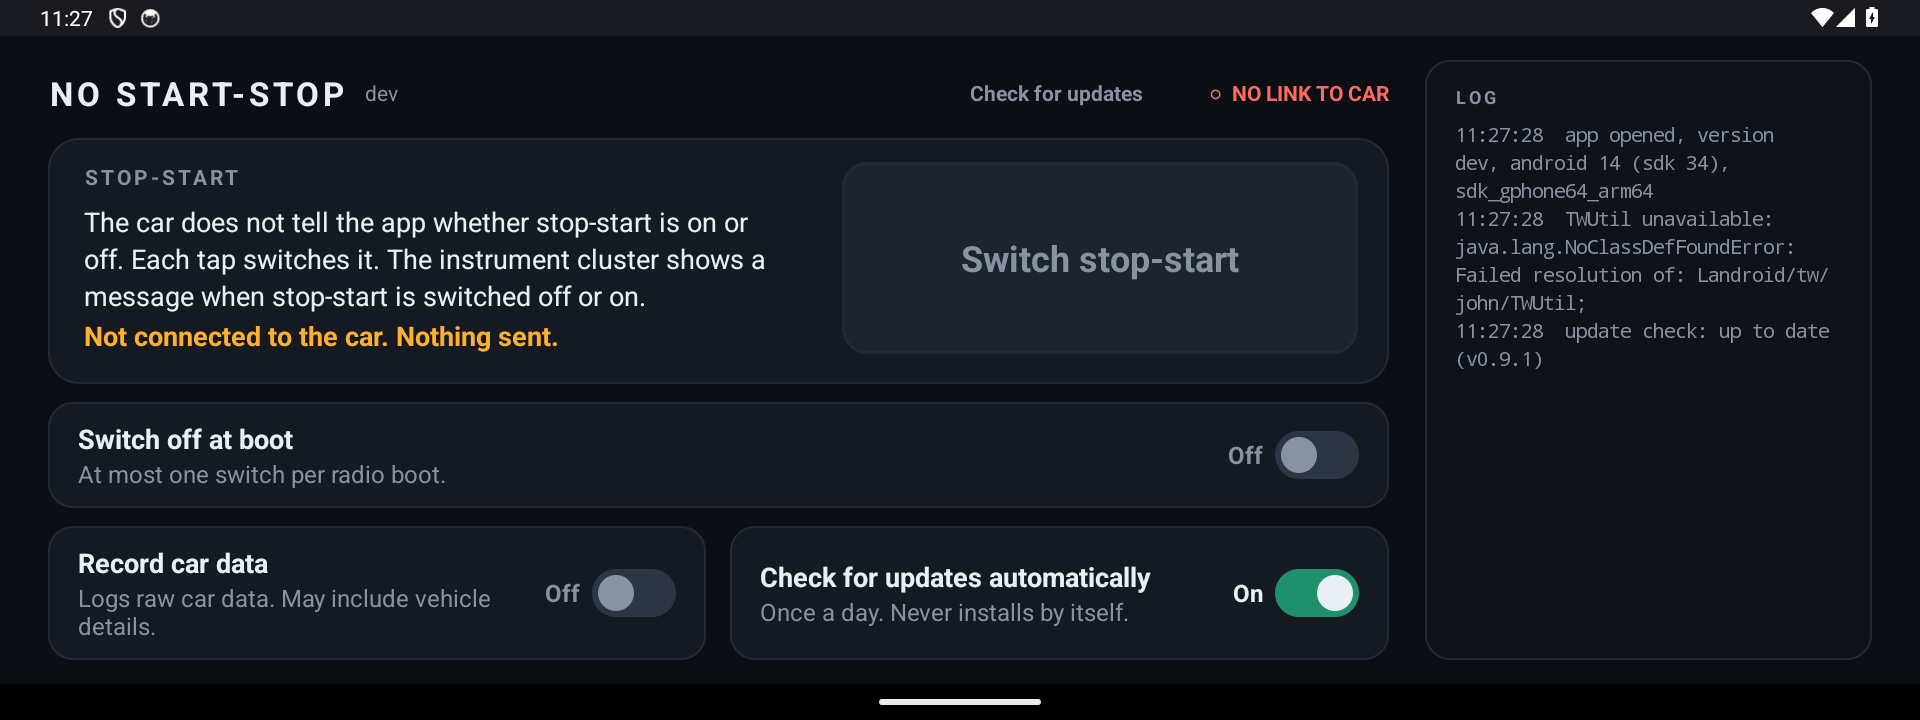 11:27
NO START-STOP dev
Check for updates
NO LINK TO CAR
STOP-START
The car does not tell the app whether stop-start is on or
off. Each tap switches it. The instrument cluster shows a
message when stop-start is switched off or on.
Not connected to the car. Nothing sent.
Switch stop-start
Switch off at boot
At most one switch per radio boot.
Off
Record car data
Logs raw car data. May include vehicle
details.
Off
Check for updates automatically
Once a day. Never installs by itself.
On
LOG
11:27:28 app opened, version
dev, android 14 (sdk 34),
sdk_gphone64_arm64
11:27:28 TWUtil unavailable:
java.lang.NoClassDefFoundError:
Failed resolution of: Landroid/tw/
john/TWUtil;
11:27:28 update check: up to date
(v0.9.1)